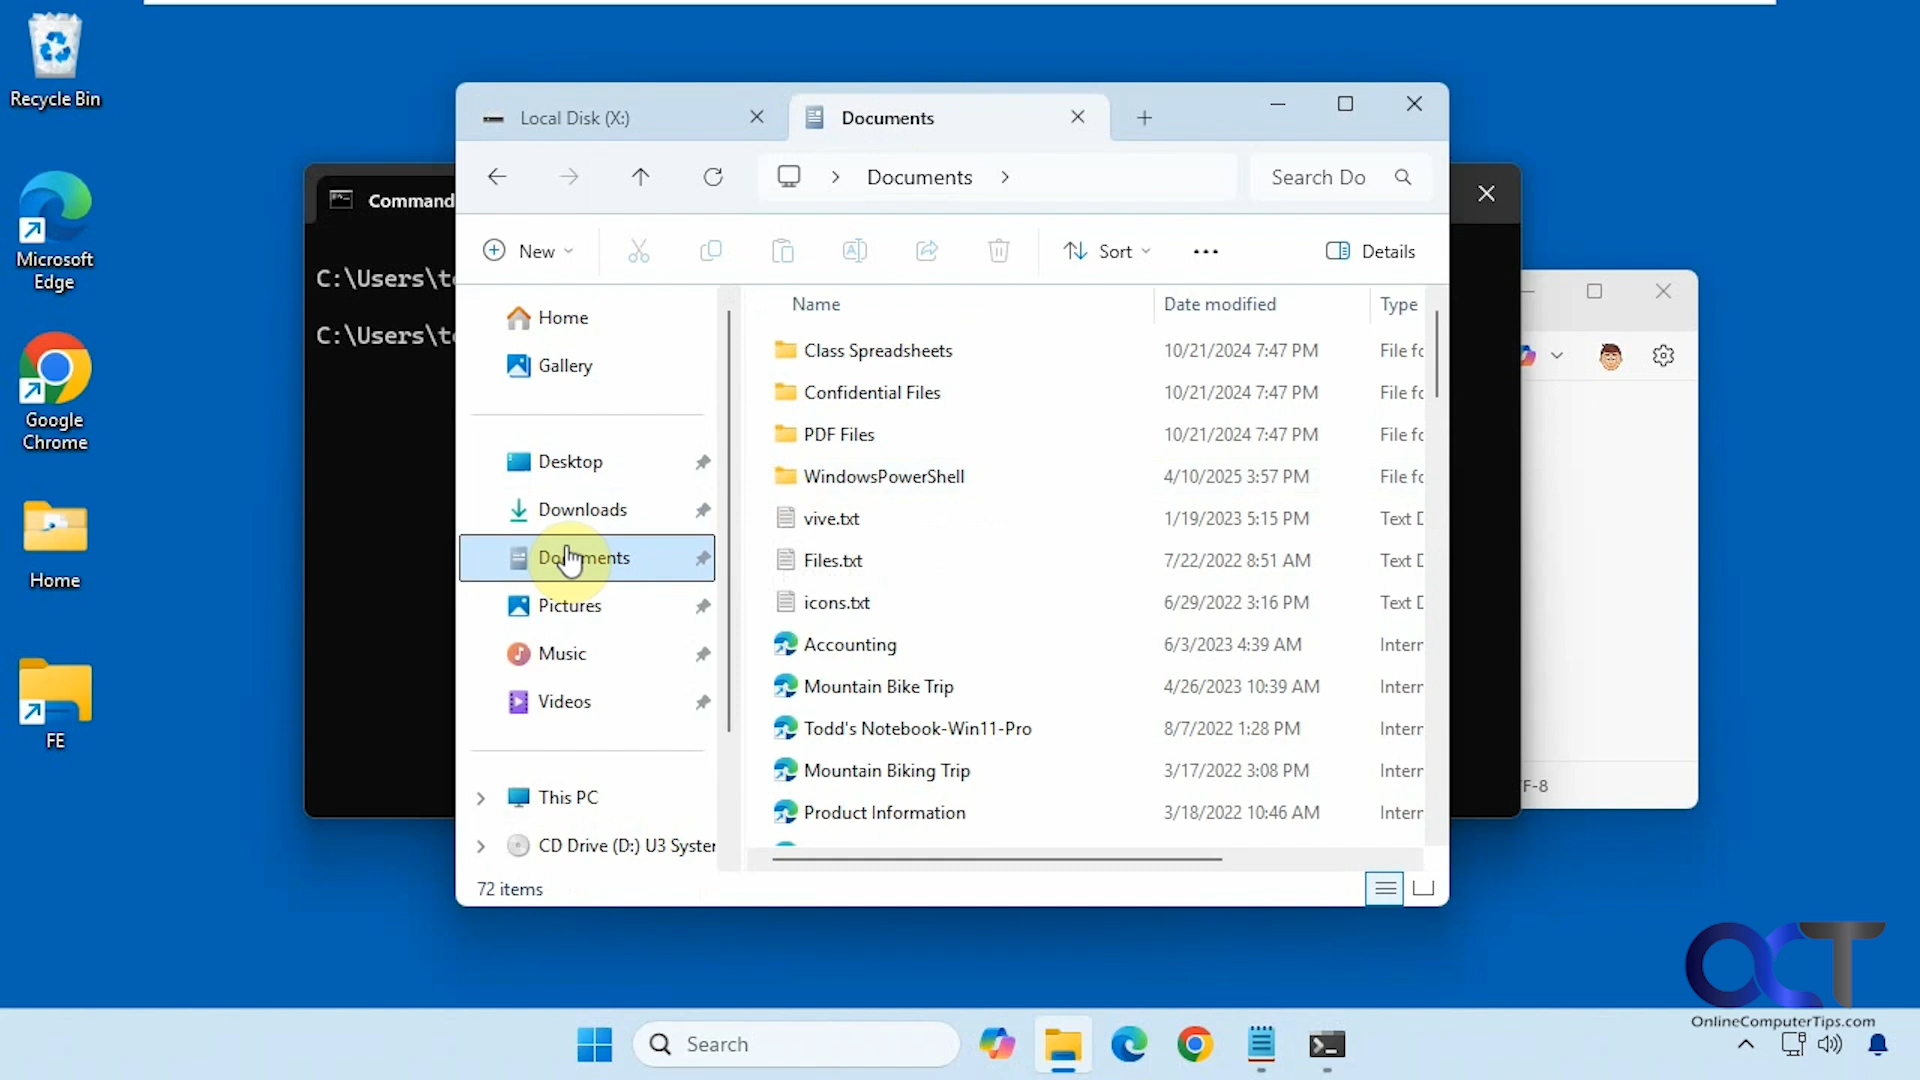 Recycle Bin
Microsoft
Edge
Google
Chrome
Home
FE
Command
C:\Users\t
C:\Users\t
Local Disk (X:)
Documents
Documents
Search Do
New
Sort
Details
Home
Gallery
Desktop
Downloads
Documents
Pictures
Music
Videos
This PC
CD Drive (D:) U3 Syster
Name Date modified Type
Class Spreadsheets 10/21/2024 7:47 PM File fo
Confidential Files 10/21/2024 7:47 PM File fo
PDF Files 10/21/2024 7:47 PM File fo
WindowsPowerShell 4/10/2025 3:57 PM File fo
vive.txt 1/19/2023 5:15 PM Text D
Files.txt 7/22/2022 8:51 AM Text D
icons.txt 6/29/2022 3:16 PM Text D
Accounting 6/3/2023 4:39 AM Interr
Mountain Bike Trip 4/26/2023 10:39 AM Interr
Todd's Notebook-Win11-Pro 8/7/2022 1:28 PM Interr
Mountain Biking Trip 3/17/2022 3:08 PM Interr
Product Information 3/18/2022 10:46 AM Interr
72 items
F-8
OCT
OnlineComputerTips.com
Search